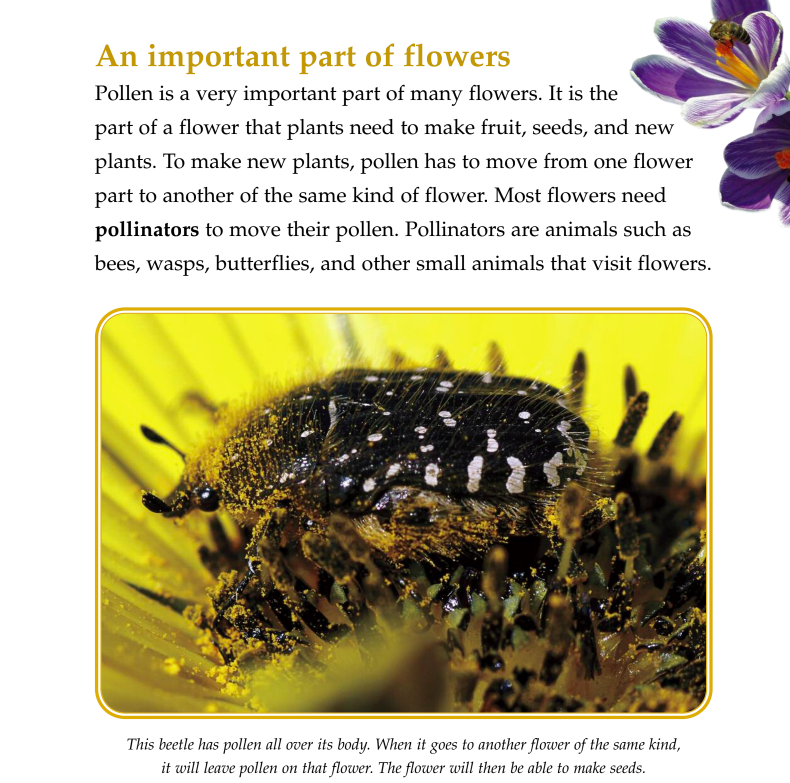 An important part of flowers
Pollen is a very important part of many flowers. It is the
part of a flower that plants need to make fruit, seeds, and new
plants. To make new plants, pollen has to move from one flower
part to another of the same kind of flower. Most flowers need
pollinators to move their pollen. Pollinators are animals such as
bees, wasps, butterflies, and other small animals that visit flowers.
This beetle has pollen all over its body. When it goes to another flower of the same kind,
it will leave pollen on that flower. The flower will then be able to make seeds.